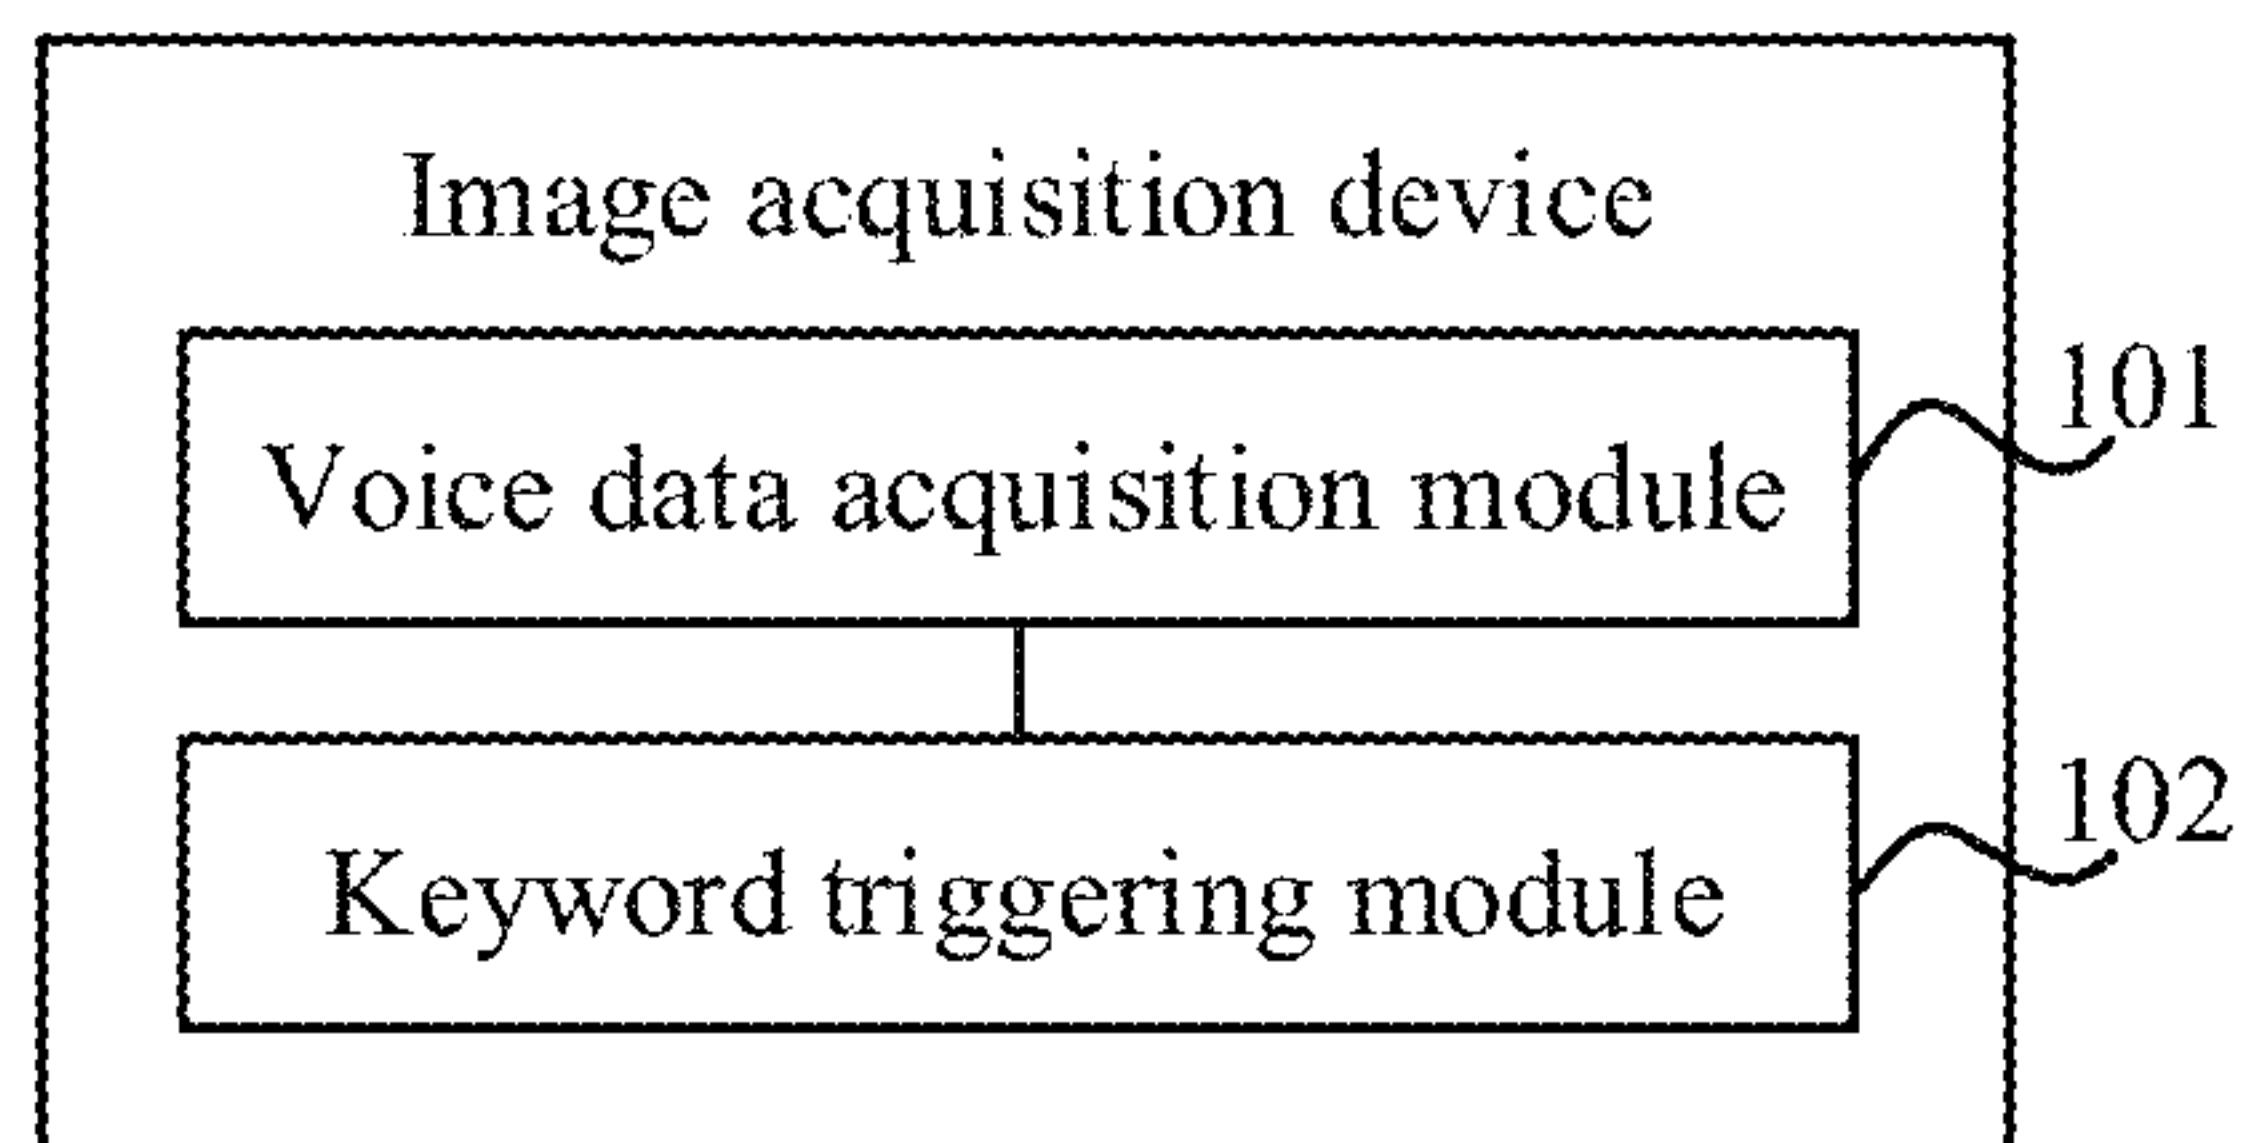 Image acquisition device
101
Voice data acquisition module
102
Keyword triggering module